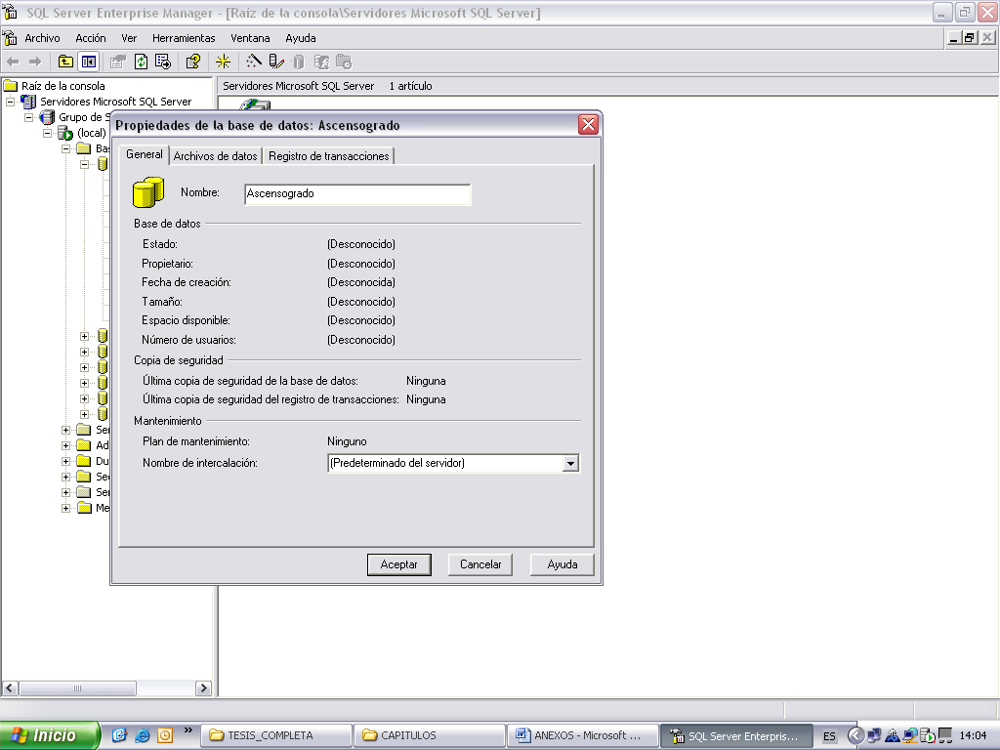 SQL Server Enterprise Manager - [Raíz de la consola\Servidores Microsoft SQL Server]
Archivo Acción Ver Herramientas Ventana Ayuda
Raíz de la consola
Servidores Microsoft SQL Server 1 artículo
Servidores Microsoft SQL Server
Grupo de S
(local)
Bas
Propiedades de la base de datos: Ascensogrado
General Archivos de datos Registro de transacciones
Nombre: Ascensogrado
Base de datos
Estado: (Desconocido)
Propietario: (Desconocido)
Fecha de creación: (Desconocida)
Tamaño: (Desconocido)
Espacio disponible: (Desconocido)
Número de usuarios: (Desconocido)
Copia de seguridad
Última copia de seguridad de la base de datos: Ninguna
Última copia de seguridad del registro de transacciones: Ninguna
Mantenimiento
Plan de mantenimiento: Ninguno
Nombre de intercalación: (Predeterminado del servidor)
Ser
Ad
Du
Sec
Ser
Me
Aceptar Cancelar Ayuda
Inicio » TESIS_COMPLETA CAPITULOS ANEXOS - Microsoft ... SQL Server Enterpris... ES 14:04